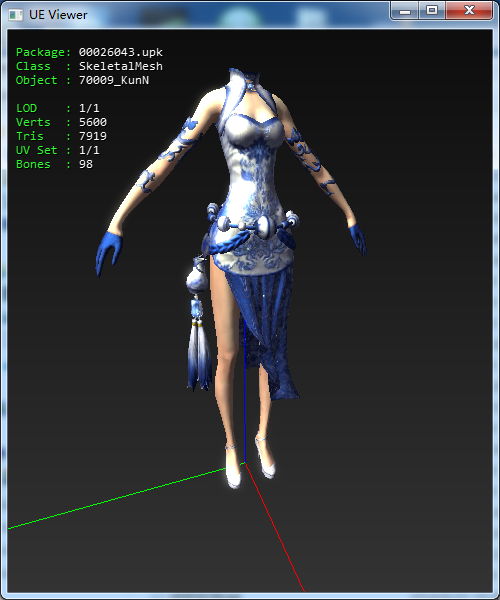 UE Viewer
Package: 00026043.upk
Class : SkeletalMesh
Object : 70009_KunN
LOD : 1/1
Verts : 5600
Tris : 7919
UV Set : 1/1
Bones : 98